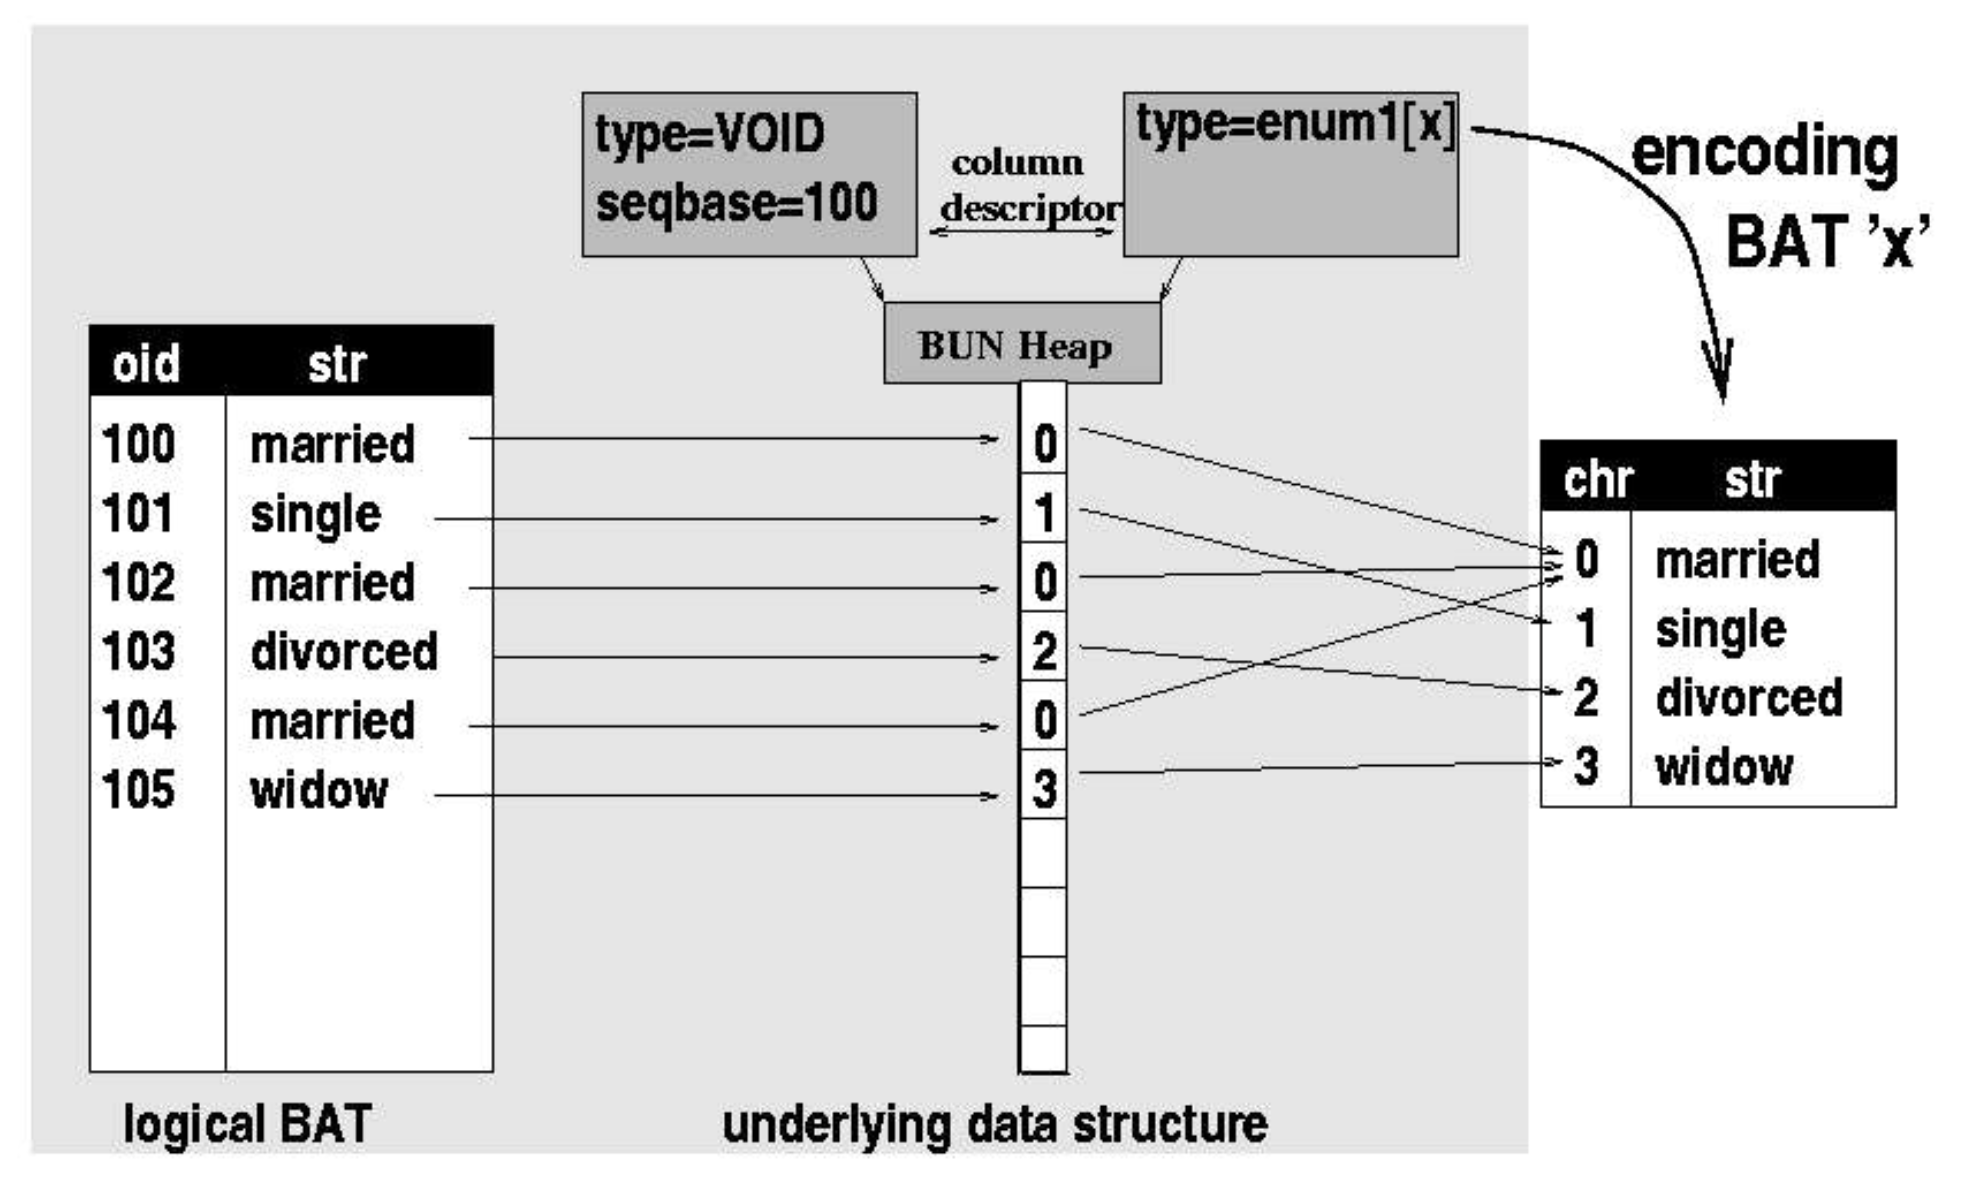 type=VOID
seqbase=100
column
descriptor
type=enum1[x]
encoding
BAT 'x'
BUN Heap
oid str
100 married
101 single
102 married
103 divorced
104 married
105 widow
0
1
0
2
0
3
chr str
0 married
1 single
2 divorced
3 widow
logical BAT
underlying data structure